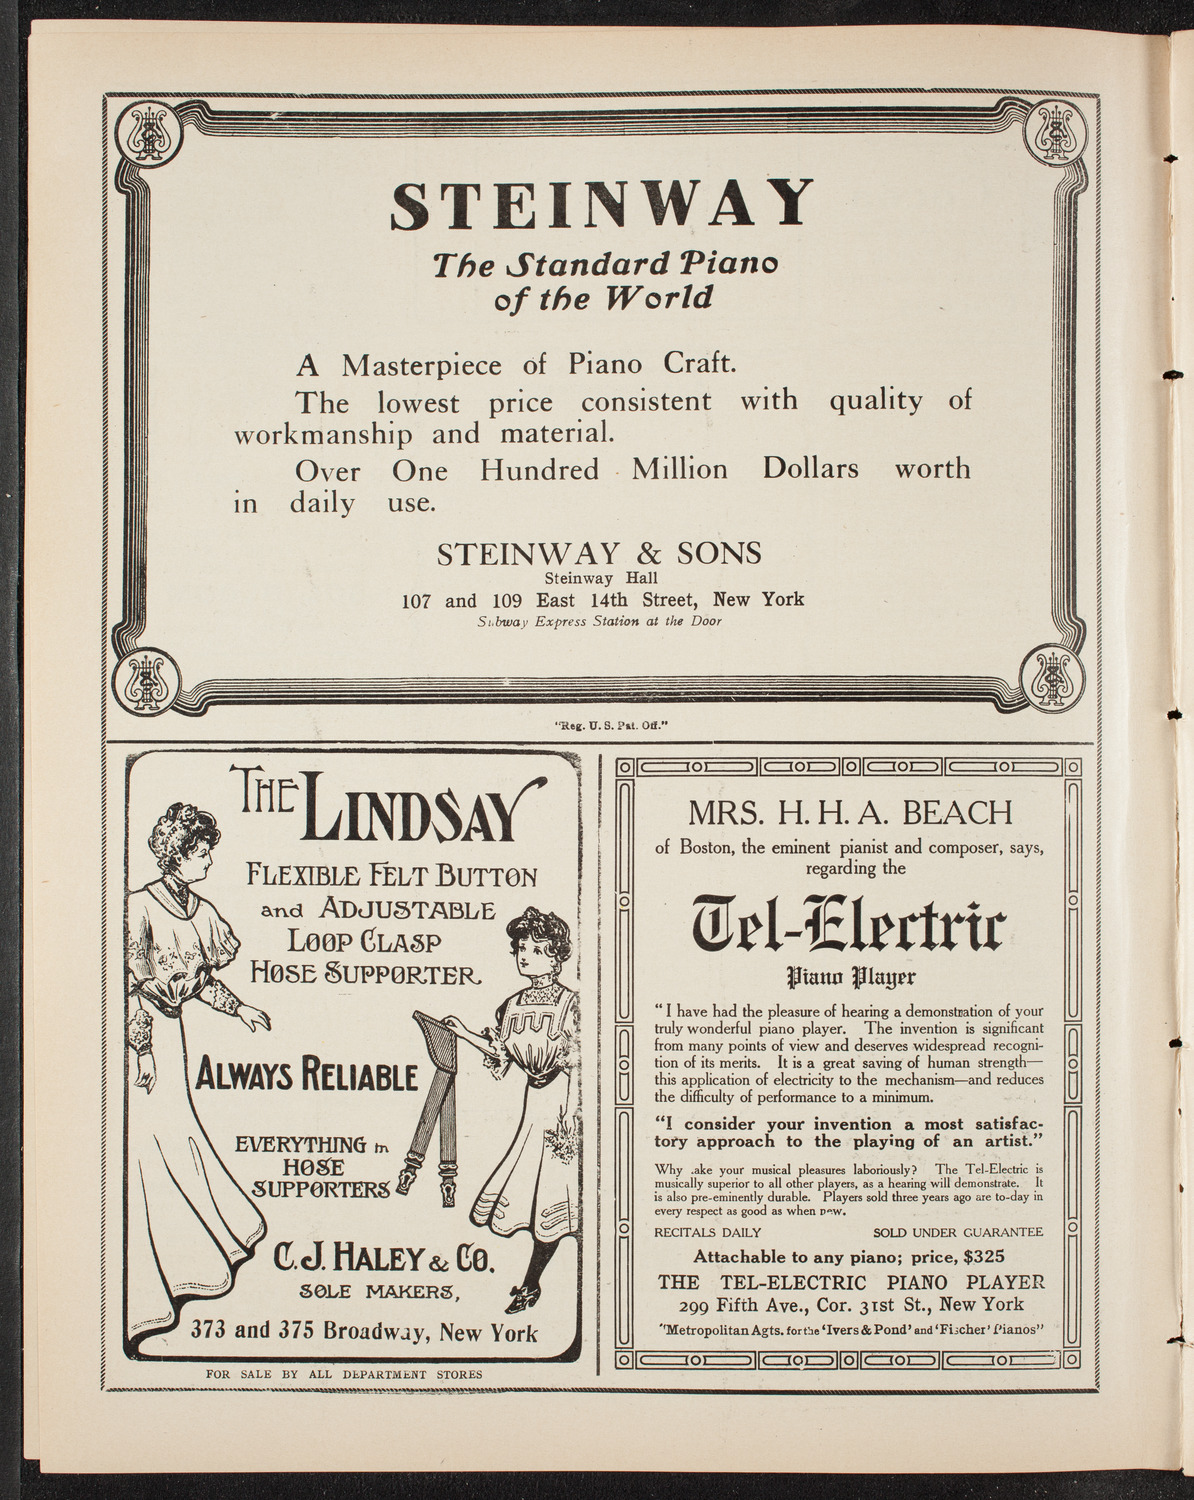 STEINWAY
The Standard Piano
of the World
A Masterpiece of Piano Craft.
The lowest price consistent with quality of
workmanship and material.
Over One Hundred Million Dollars worth
in daily use.
STEINWAY & SONS
Steinway Hall
107 and 109 East 14th Street, New York
Subway Express Station at the Door
"Reg. U. S. Pat. Off."
THE LINDSAY
FLEXIBLE FELT BUTTON
and ADJUSTABLE
LOOP CLASP
HOSE SUPPORTER.
ALWAYS RELIABLE
EVERYTHING in
HOSE
SUPPORTERS
C. J. HALEY & CO.
SOLE MAKERS,
373 and 375 Broadway, New York
FOR SALE BY ALL DEPARTMENT STORES
MRS. H. H. A. BEACH
of Boston, the eminent pianist and composer, says,
regarding the
Tel-Electric
Piano Player
"I have had the pleasure of hearing a demonstration of your
truly wonderful piano player. The invention is significant
from many points of view and deserves widespread recogni-
tion of its merits. It is a great saving of human strength—
this application of electricity to the mechanism—and reduces
the difficulty of performance to a minimum.
"I consider your invention a most satisfac-
tory approach to the playing of an artist."
Why .ake your musical pleasures laboriously? The Tel-Electric is
musically superior to all other players, as a hearing will demonstrate. It
is also pre-eminently durable. Players sold three years ago are to-day in
every respect as good as when new.
RECITALS DAILY SOLD UNDER GUARANTEE
Attachable to any piano; price, $325
THE TEL-ELECTRIC PIANO PLAYER
299 Fifth Ave., Cor. 31st St., New York
"Metropolitan Agts. for the 'Ivers & Pond' and 'Fischer' Pianos"